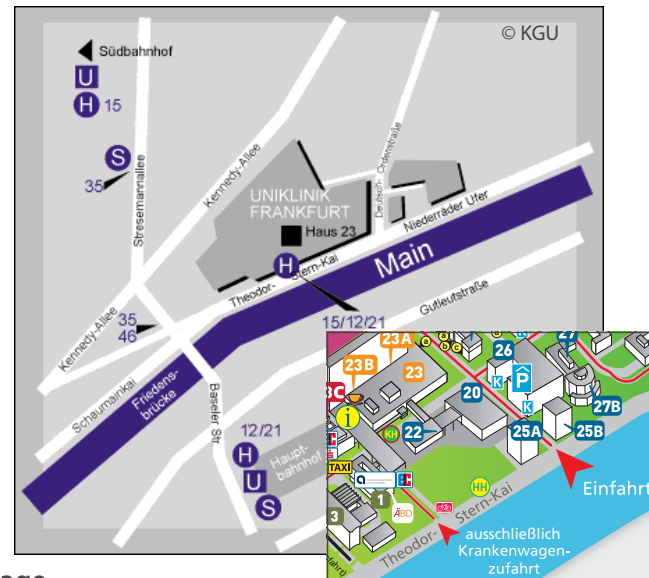 © KGU
Südbahnhof
U
H 15
S
35
Stresemannallee
Kennedy-Allee
UNIKLINIK
FRANKFURT
Haus 23
Deutsch-
Ordenstraße
Niederräder Ufer
H
Theodor-
Stern-Kai
Main
Gutleutstraße
15/12/21
35
46
Kennedy-Allee
Schaumainkai
Friedens-
brücke
Baseler Str.
12/21
H
U
S
Haupt-
bahnhof
23A
23B
23
3C
i
KH
22
20
26
K
P
K
27
27B
25A
25B
a
a
b
c
TAXI
1
ABD
3
HH
Einfahrt
Theodor-
Stern-Kai
ausschließlich
Krankenwagen-
zufahrt
fahrt)